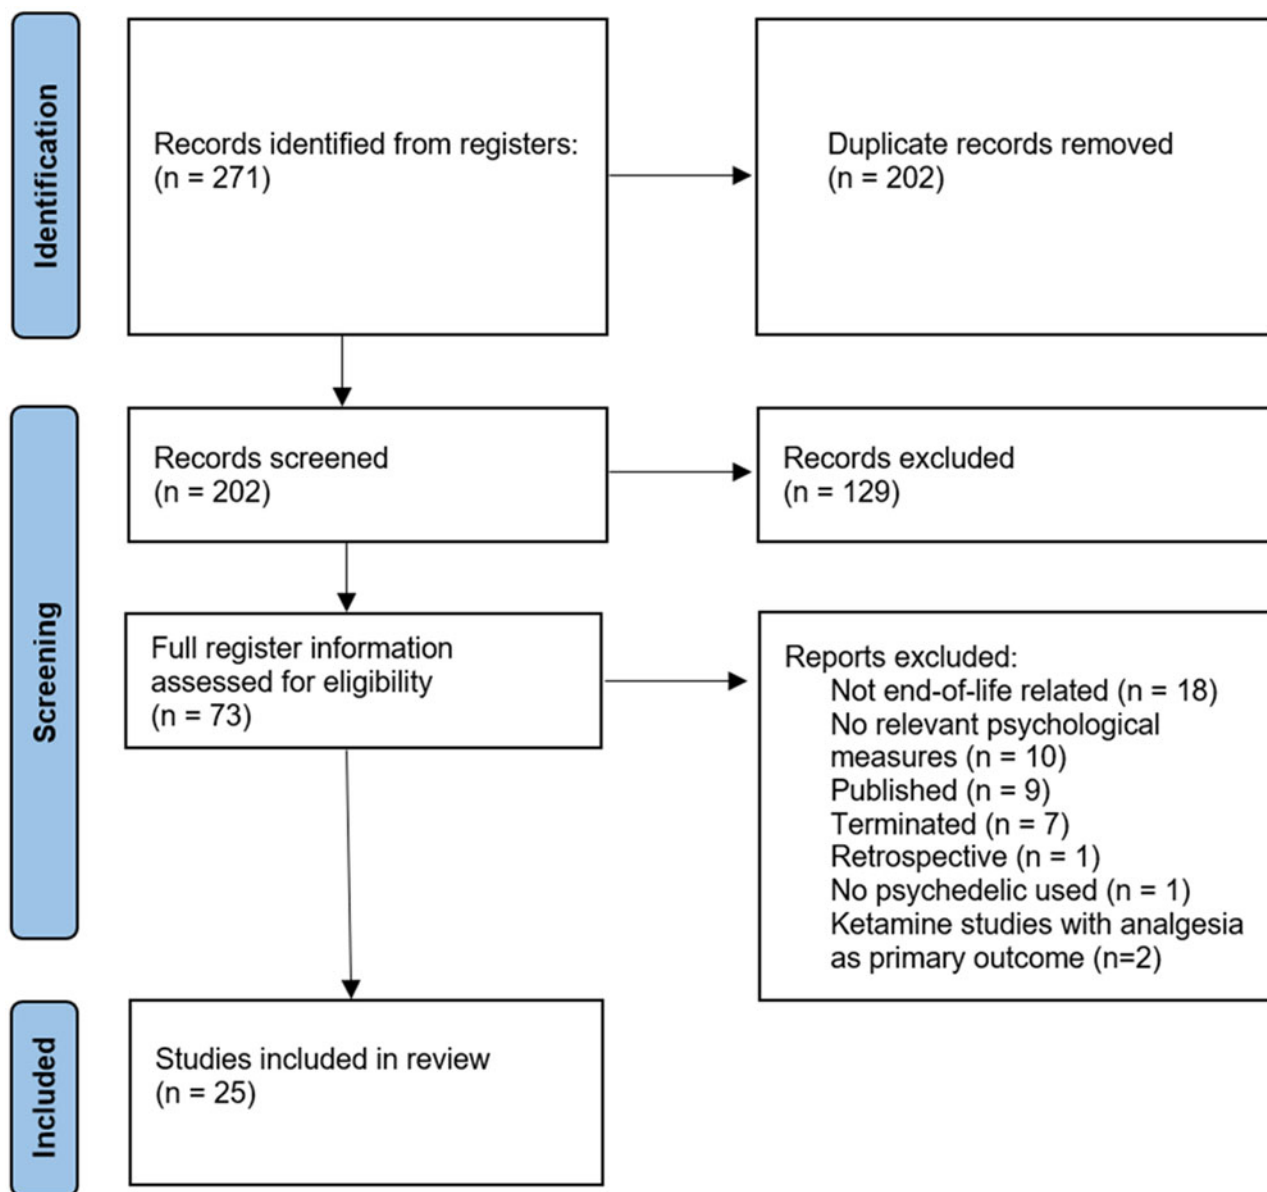 Identification
Records identified from registers:
(n = 271)
Duplicate records removed
(n = 202)
Screening
Records screened
(n = 202)
Records excluded
(n = 129)
Full register information
assessed for eligibility
(n = 73)
Reports excluded:
Not end-of-life related (n = 18)
No relevant psychological
measures (n = 10)
Published (n = 9)
Terminated (n = 7)
Retrospective (n = 1)
No psychedelic used (n = 1)
Ketamine studies with analgesia
as primary outcome (n=2)
Included
Studies included in review
(n = 25)